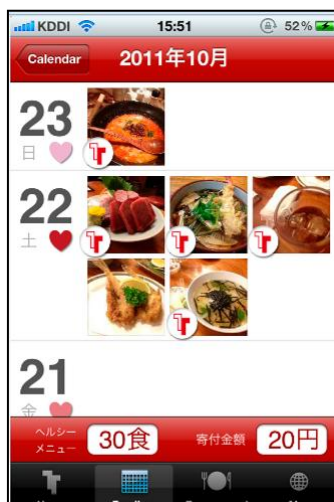 KDDI 15:51 52%
Calendar 2011年10月
23
日
22
土
21
金
ヘルシー
メニュー 30食 寄付金額 20円